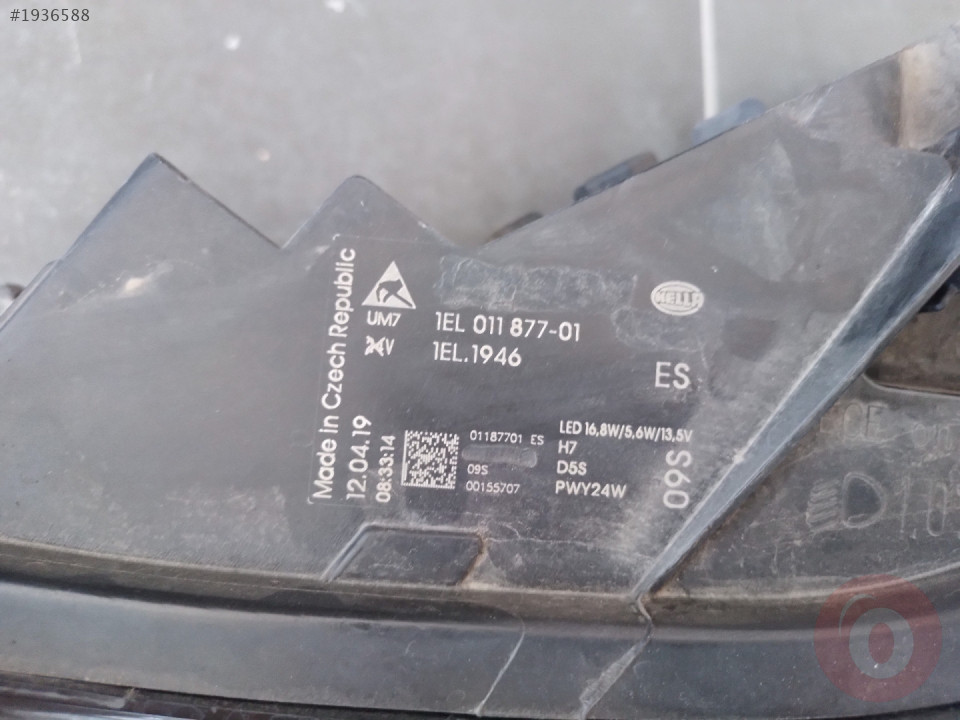 #1936588
Made in Czech Republic
12.04.19
08:33:14
UM7
24V
1EL 011 877-01
1EL.1946
HELLA
ES
01187701 ES
09S
00155707
LED 16,8W/5,6W/13,5V
H7
D5S
PWY24W
09S